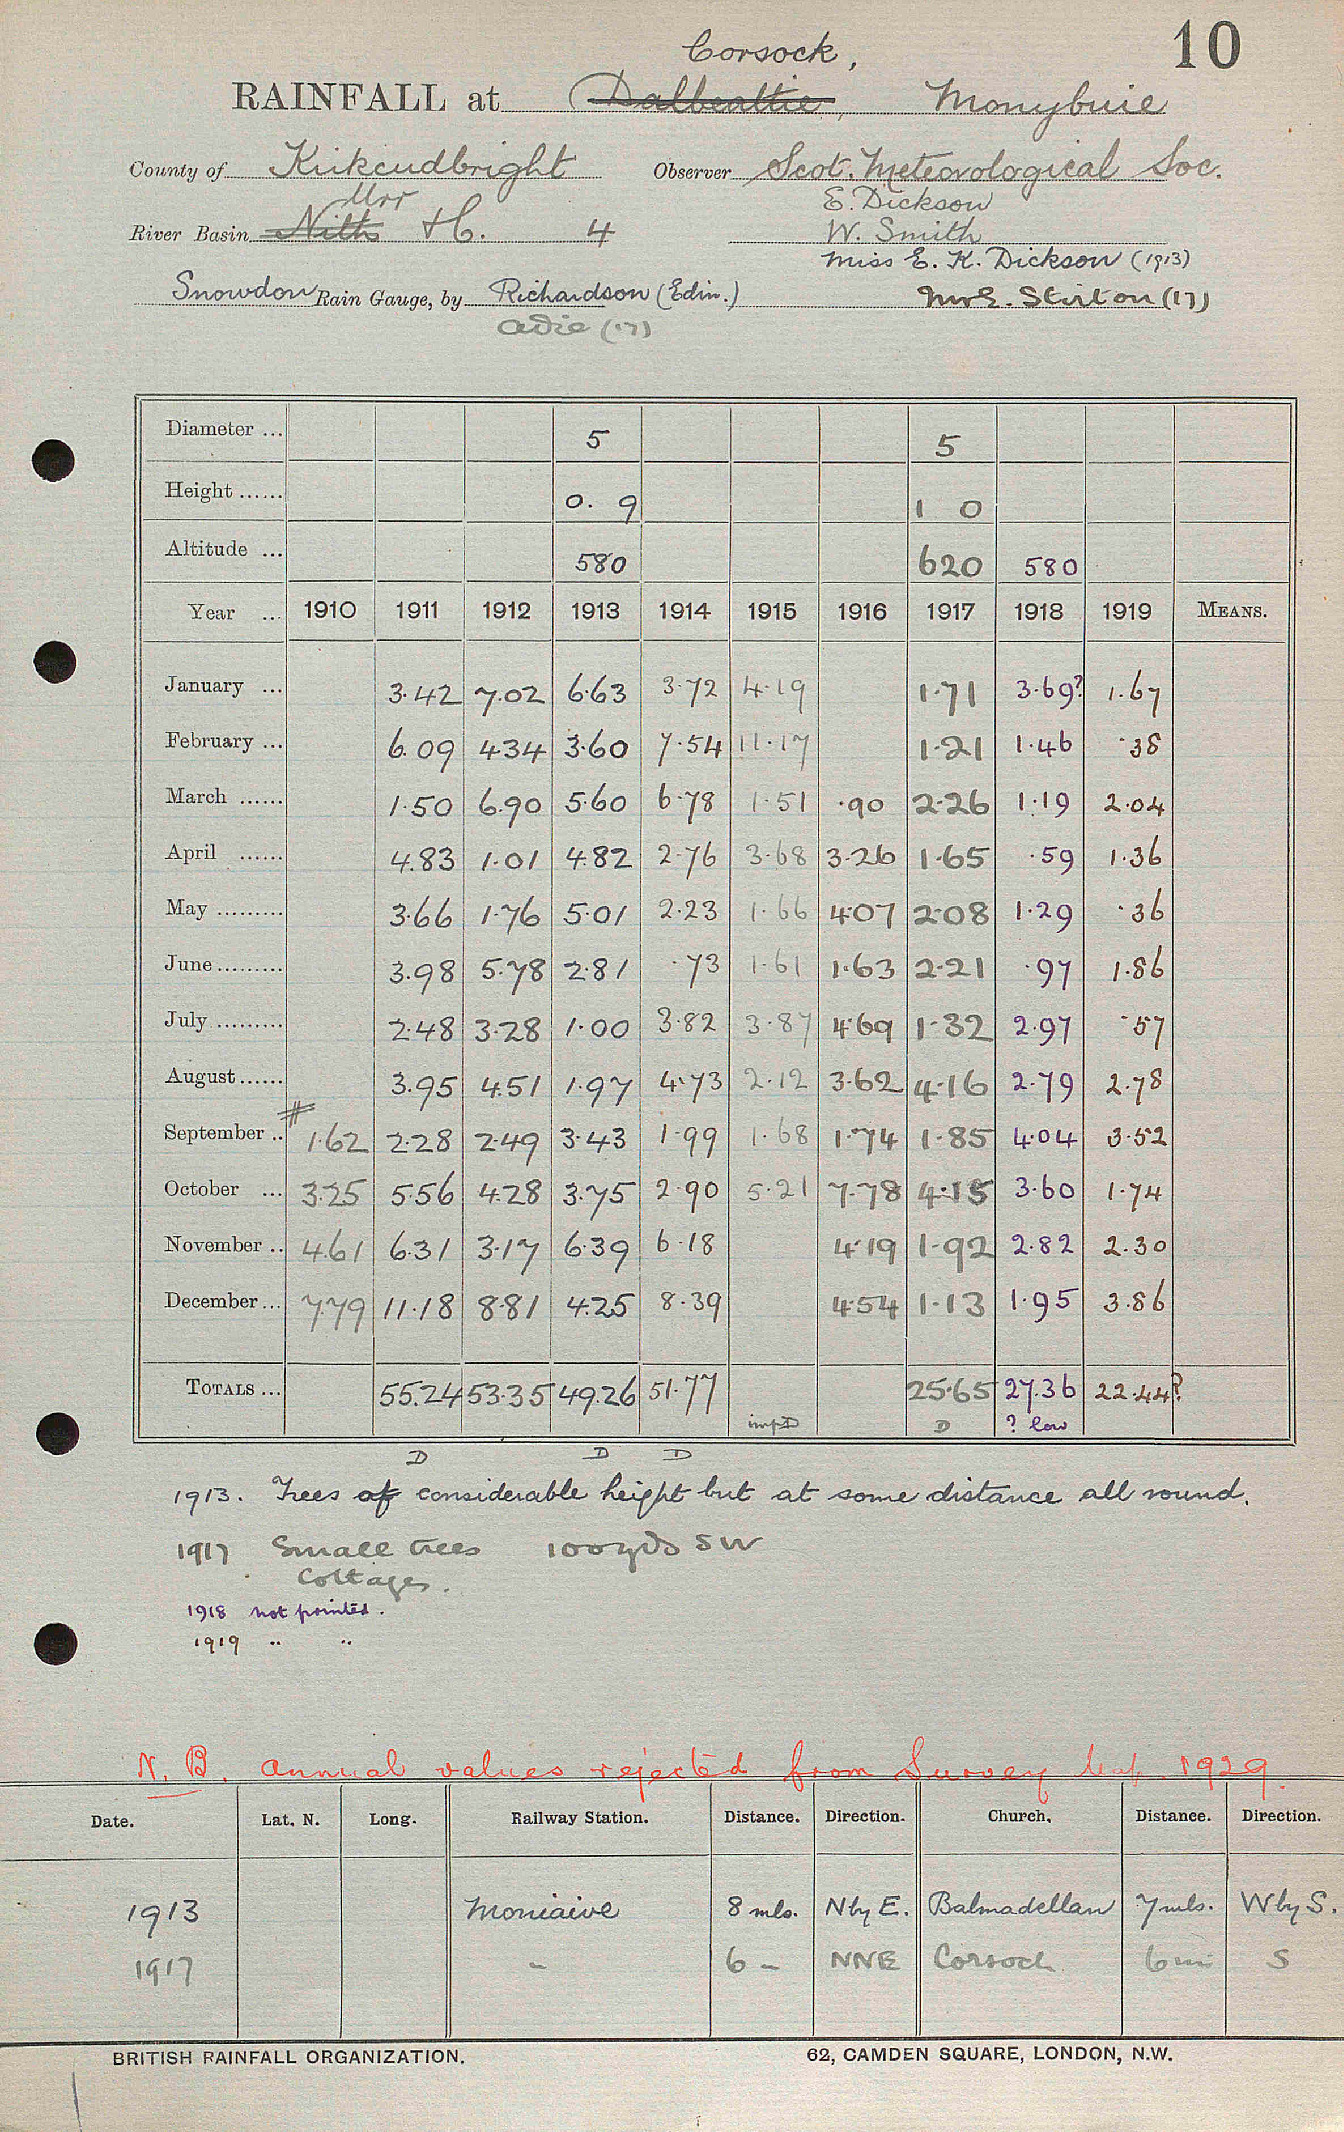 10
Corsock,
RAINFALL at Dalbeattie, Monybuie
County of Kirkcudbright Observer Scot. Meteorological Soc.
Urr E. Dickson
River Basin Nith &c. 4 W. Smith
Miss E. K. Dickson (1913)
Snowdon Rain Gauge, by Richardson (Edin.) Mrs E. Stirton (17)
Adie (17)
Diameter ... 5 5
Height ...... 0. 9 1 0
Altitude ... 580 620 580
Year ... 1910 1911 1912 1913 1914 1915 1916 1917 1918 1919 MEANS.
January ... 3.42 7.02 6.63 3.72 4.19 1.71 3.69? 1.67
February ... 6.09 4.34 3.60 7.54 11.17 1.21 1.46 .38
March ...... 1.50 6.90 5.60 6.78 1.51 .90 2.26 1.19 2.04
April ...... 4.83 1.01 4.82 2.76 3.68 3.26 1.65 .59 1.36
May ......... 3.66 1.76 5.01 2.23 1.66 4.07 2.08 1.29 .36
June ......... 3.98 5.78 2.81 .73 1.61 1.63 2.21 .97 1.86
July ......... 2.48 3.28 1.00 3.82 3.87 4.69 1.32 2.97 .57
August ...... 3.95 4.51 1.97 4.73 2.12 3.62 4.16 2.79 2.78
September .. # 1.62 2.28 2.49 3.43 1.99 1.68 1.74 1.85 4.04 3.52
October ... 3.25 5.56 4.28 3.75 2.90 5.21 7.78 4.15 3.60 1.74
November .. 4.61 6.31 3.17 6.39 6.18 4.19 1.92 2.82 2.30
December ... 7.79 11.18 8.81 4.25 8.39 4.54 1.13 1.95 3.86
TOTALS ... 55.24 53.35 49.26 51.77 25.65 27.36 22.44?
impD D ? low
D D D
1913. Trees of considerable height but at some distance all round.
1917 Small trees 100yds SW
Cottages.
1918 not printed.
1919 " "
N.B. Annual values rejected from Survey Map 1929.
Date. Lat. N. Long. Railway Station. Distance. Direction. Church. Distance. Direction.
1913 Moniaive 8 mls. N by E. Balmadellan 7 mls. W by S.
1917 " 6 " NNE Corsock 6 m S
BRITISH RAINFALL ORGANIZATION. 62, CAMDEN SQUARE, LONDON, N.W.